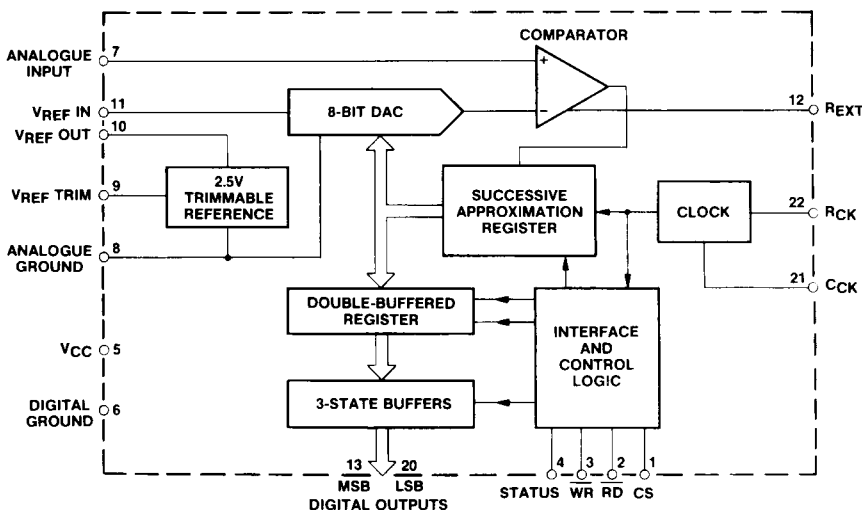 COMPARATOR
ANALOGUE
INPUT
7
VREF IN
11
8-BIT DAC
12
REXT
VREF OUT
10
2.5V
TRIMMABLE
REFERENCE
VREF TRIM
9
SUCCESSIVE
APPROXIMATION
REGISTER
CLOCK
22
RCK
ANALOGUE
GROUND
8
21
CCK
DOUBLE-BUFFERED
REGISTER
INTERFACE
AND
CONTROL
LOGIC
VCC
5
DIGITAL
GROUND
6
3-STATE BUFFERS
13
20
4
3
2
1
MSB
LSB
STATUS
WR
RD
CS
DIGITAL OUTPUTS
+
−